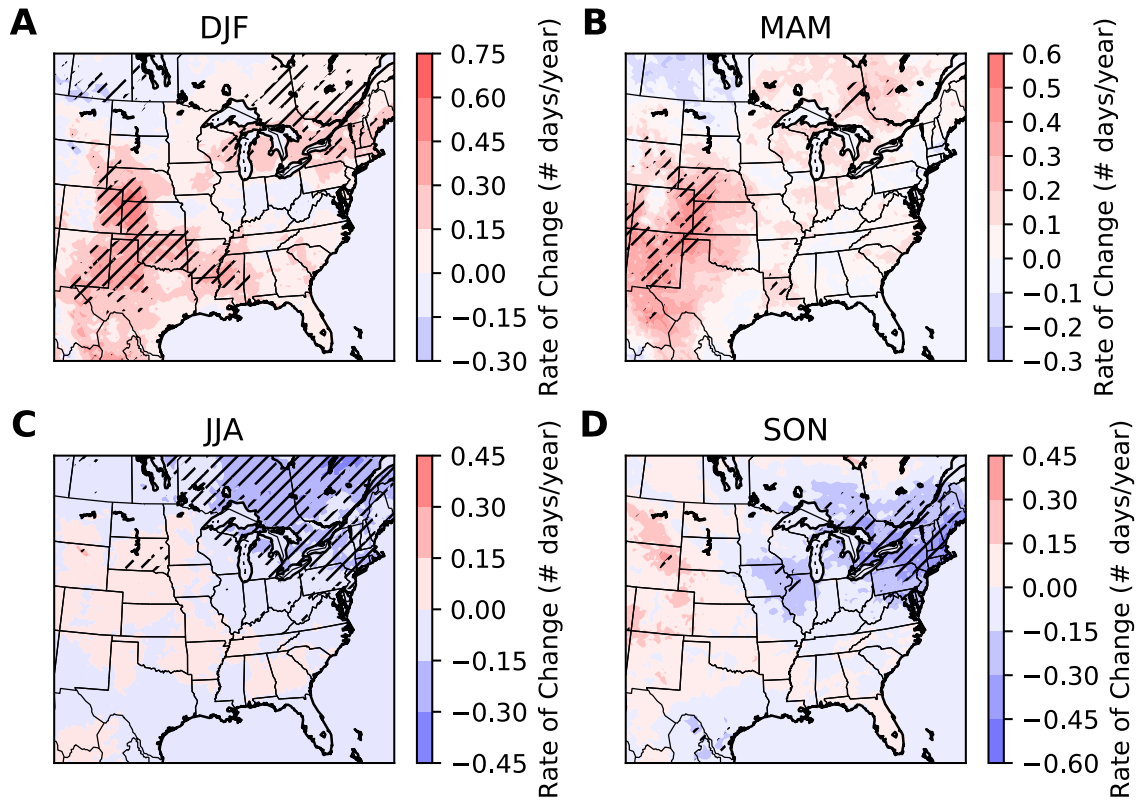 A
DJF
0.75
0.60
0.45
0.30
0.15
0.00
−0.15
−0.30
Rate of Change (# days/year)
B
MAM
0.6
0.5
0.4
0.3
0.2
0.1
0.0
−0.1
−0.2
−0.3
Rate of Change (# days/year)
C
JJA
0.45
0.30
0.15
0.00
−0.15
−0.30
−0.45
Rate of Change (# days/year)
D
SON
0.45
0.30
0.15
0.00
−0.15
−0.30
−0.45
−0.60
Rate of Change (# days/year)